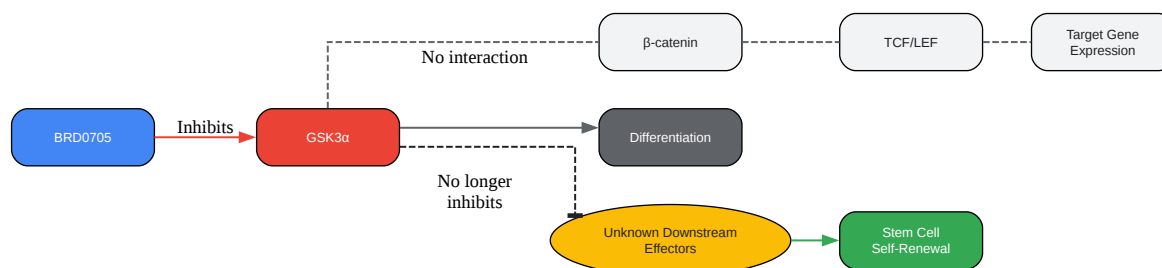 β-catenin
TCF/LEF
Target Gene
Expression
No interaction
BRD0705
Inhibits
GSK3α
Differentiation
No longer
inhibits
Unknown Downstream
Effectors
Stem Cell
Self-Renewal